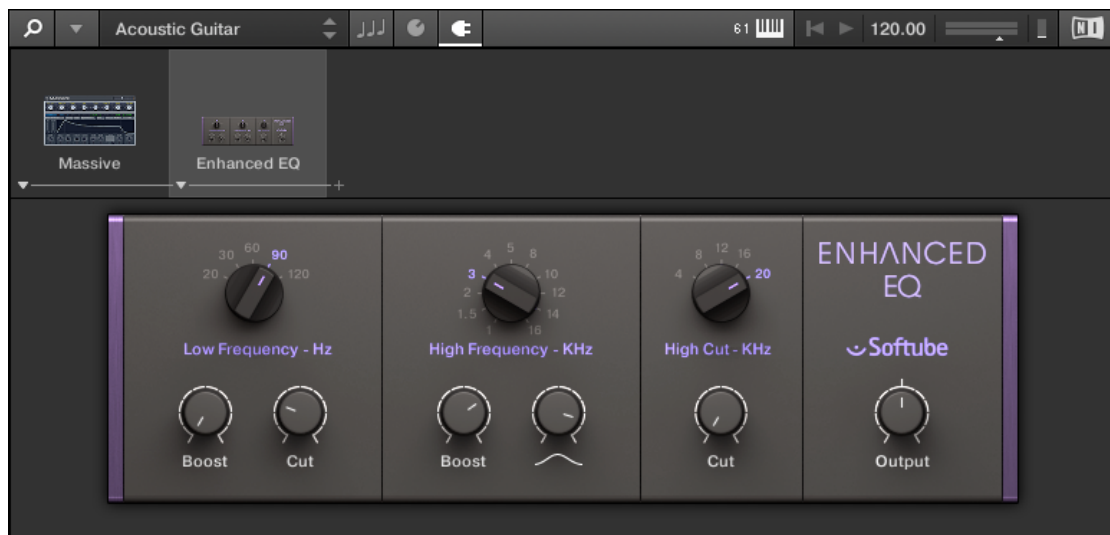 Acoustic Guitar
61
120.00
NI
Massive
Enhanced EQ
+
20 30 60 90 120
1 1.5 2 3 4 5 8 10 12 14 16
4 8 12 16 20
ENHANCED
EQ
Low Frequency - Hz
High Frequency - KHz
High Cut - KHz
Softube
Boost
Cut
Boost
Cut
Output